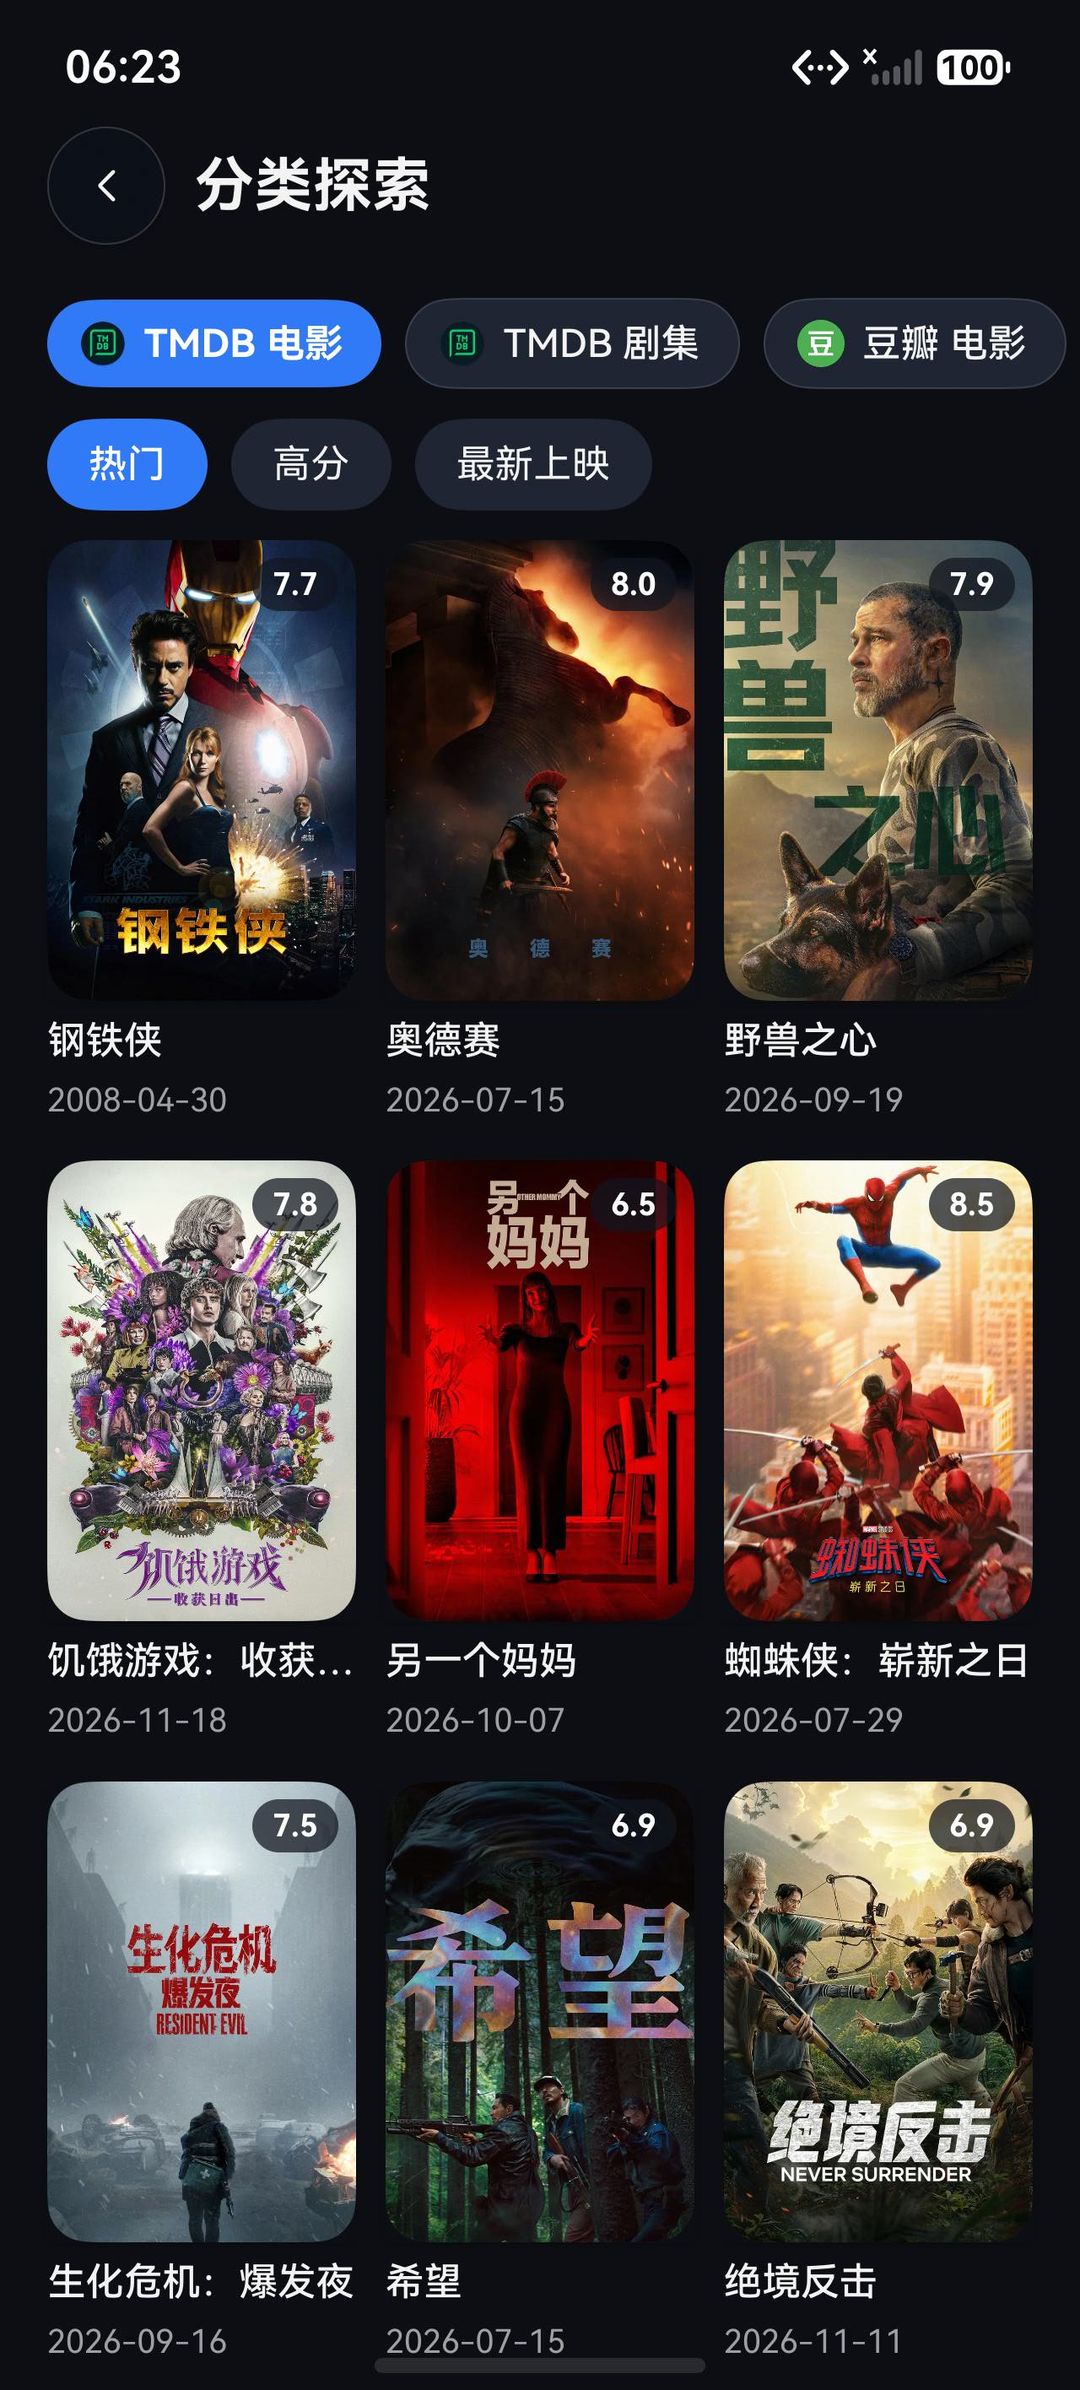 06:23
100
分类探索
TMDB 电影
TMDB 剧集
豆 豆瓣 电影
热门
高分
最新上映
7.7
STARK INDUSTRIES
钢铁侠
8.0
奥德赛
7.9
野兽之心
钢铁侠
奥德赛
野兽之心
2008-04-30
2026-07-15
2026-09-19
7.8
饥饿游戏
收获日出
6.5
另一个
OTHER MOMMY
妈妈
8.5
MARVEL STUDIOS
蜘蛛侠
崭新之日
饥饿游戏：收获…
另一个妈妈
蜘蛛侠：崭新之日
2026-11-18
2026-10-07
2026-07-29
7.5
生化危机
爆发夜
RESIDENT EVIL
6.9
希望
6.9
绝境反击
NEVER SURRENDER
生化危机：爆发夜
希望
绝境反击
2026-09-16
2026-07-15
2026-11-11